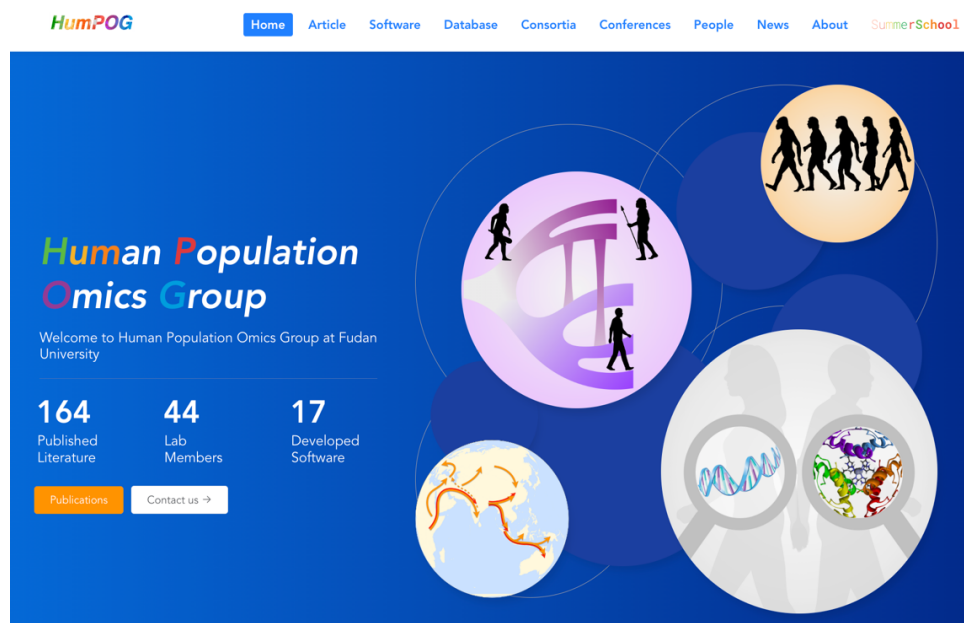 HumPOG
Home Article Software Database Consortia Conferences People News About SummerSchool
Human Population
Omics Group
Welcome to Human Population Omics Group at Fudan
University
164 44 17
Published Lab Developed
Literature Members Software
Publications Contact us →